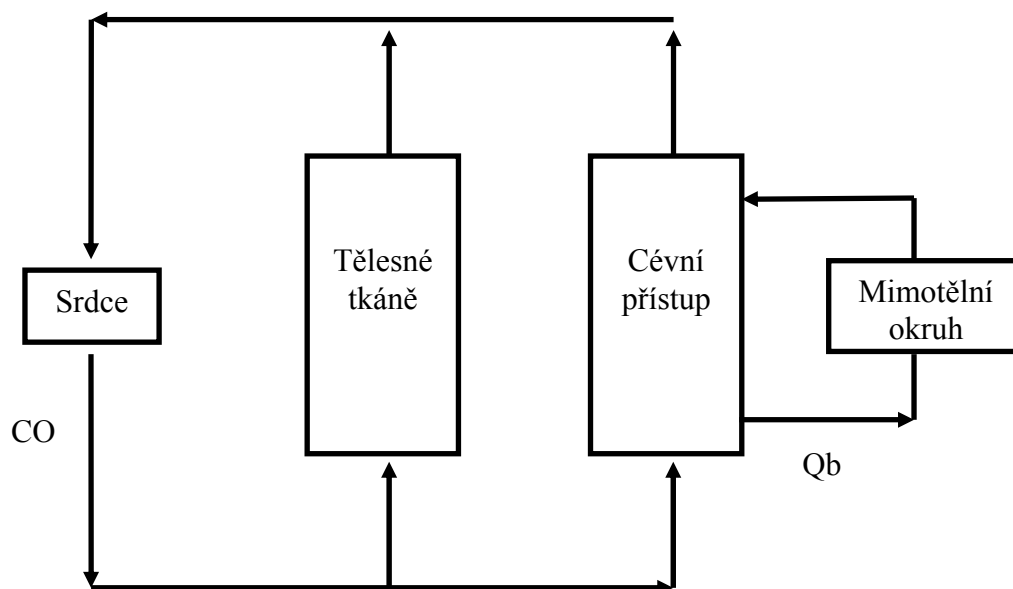 Tělesné
tkáně
Cévní
přístup
Srdce
Mimotělní
okruh
CO
Qb